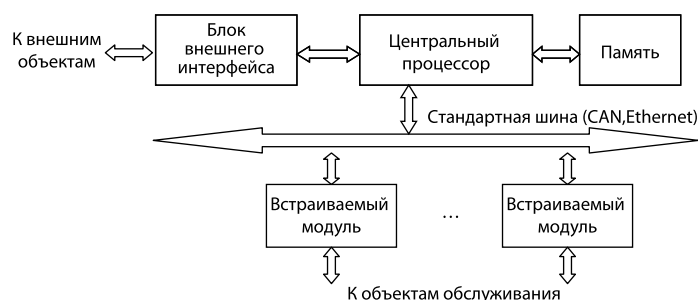 К внешним
объектам
Блок
внешнего
интерфейса
Центральный
процессор
Память
Стандартная шина (CAN,Ethernet)
Встраиваемый
модуль
...
Встраиваемый
модуль
К объектам обслуживания